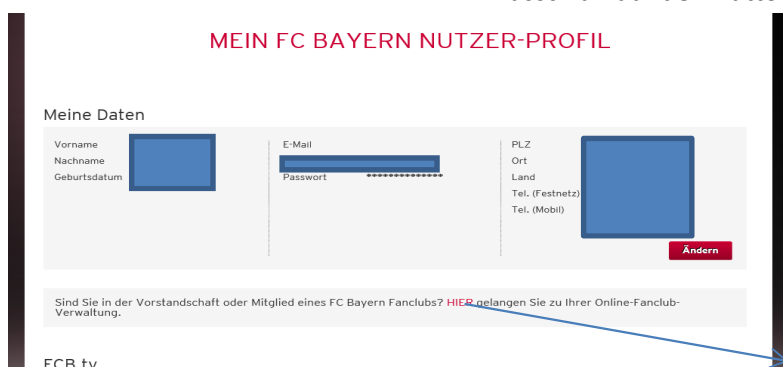 MEIN FC BAYERN NUTZER-PROFIL
Meine Daten
Vorname
Nachname
Geburtsdatum
E-Mail
Passwort **************
PLZ
Ort
Land
Tel. (Festnetz)
Tel. (Mobil)
Ändern
Sind Sie in der Vorstandschaft oder Mitglied eines FC Bayern Fanclubs? HIER gelangen Sie zu Ihrer Online-Fanclub-
Verwaltung.
FCB.tv